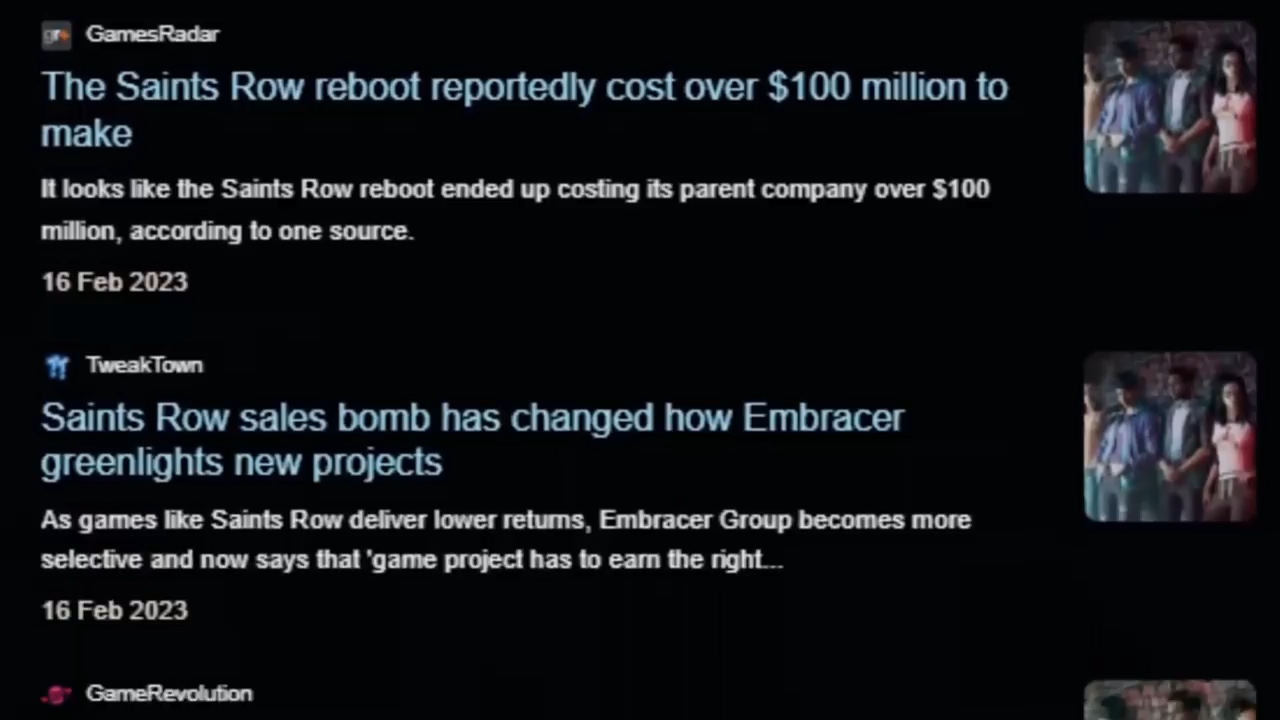 GamesRadar
The Saints Row reboot reportedly cost over $100 million to
make
It looks like the Saints Row reboot ended up costing its parent company over $100
million, according to one source.
16 Feb 2023
TweakTown
Saints Row sales bomb has changed how Embracer
greenlights new projects
As games like Saints Row deliver lower returns, Embracer Group becomes more
selective and now says that 'game project has to earn the right...
16 Feb 2023
GameRevolution